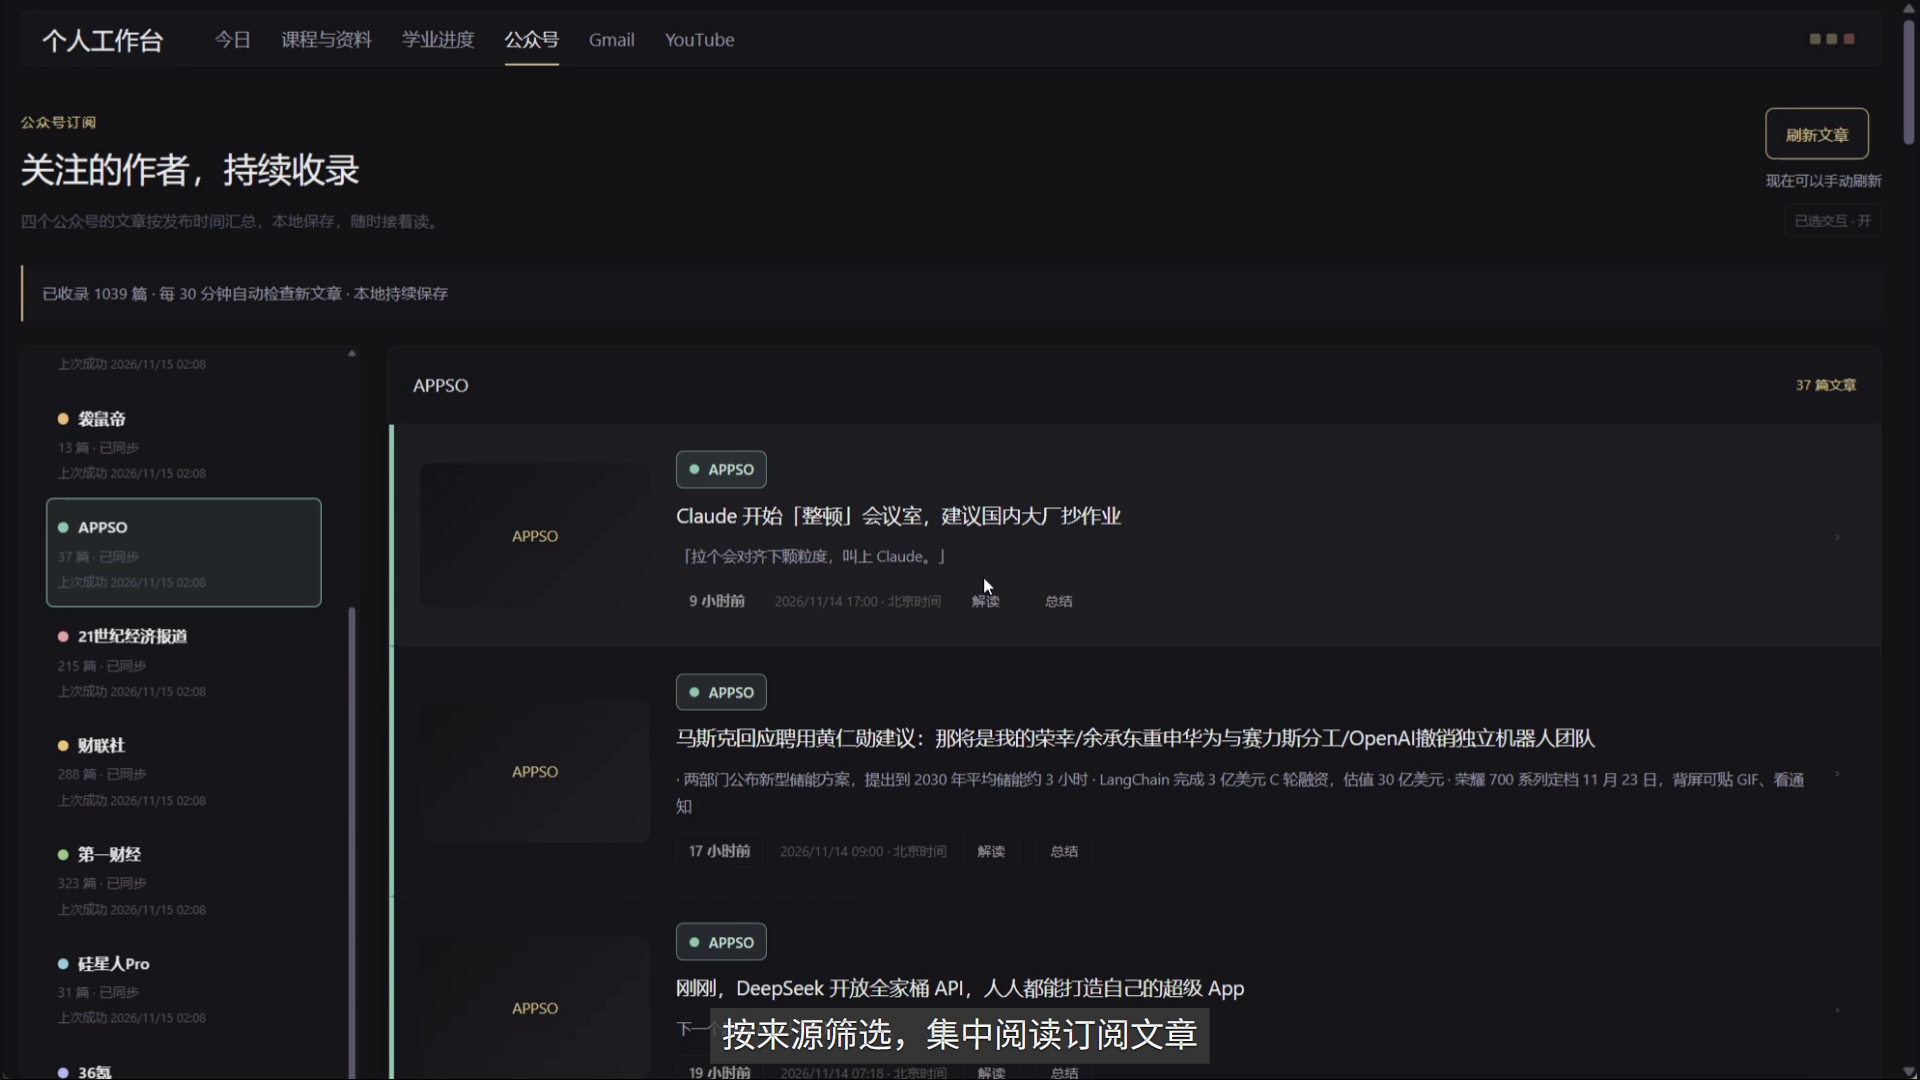 个人工作台
今日
课程与资料
学业进度
公众号
Gmail
YouTube
公众号订阅
关注的作者，持续收录
四个公众号的文章按发布时间汇总，本地保存，随时接着读。
刷新文章
现在可以手动刷新
已选交互 · 开
已收录 1039 篇 · 每 30 分钟自动检查新文章 · 本地持续保存
上次成功 2026/11/15 02:08
袋鼠帝
13 篇 · 已同步
上次成功 2026/11/15 02:08
APPSO
37 篇 · 已同步
上次成功 2026/11/15 02:08
21世纪经济报道
215 篇 · 已同步
上次成功 2026/11/15 02:08
财联社
288 篇 · 已同步
上次成功 2026/11/15 02:08
第一财经
323 篇 · 已同步
上次成功 2026/11/15 02:08
硅星人Pro
31 篇 · 已同步
上次成功 2026/11/15 02:08
36氪
APPSO
37 篇文章
APPSO
APPSO
Claude 开始「整顿」会议室，建议国内大厂抄作业
「拉个会对齐下颗粒度，叫上 Claude。」
9 小时前 2026/11/14 17:00 · 北京时间 解读 总结
APPSO
APPSO
马斯克回应聘用黄仁勋建议：那将是我的荣幸/余承东重申华为与赛力斯分工/OpenAI撤销独立机器人团队
· 两部门公布新型储能方案，提出到 2030 年平均储能约 3 小时 · LangChain 完成 3 亿美元 C 轮融资，估值 30 亿美元 · 荣耀 700 系列定档 11 月 23 日，背屏可贴 GIF、看通
知
17 小时前 2026/11/14 09:00 · 北京时间 解读 总结
APPSO
APPSO
刚刚，DeepSeek 开放全家桶 API，人人都能打造自己的超级 App
下一个
按来源筛选，集中阅读订阅文章
19 小时前 2026/11/14 07:18 · 北京时间 解读 总结